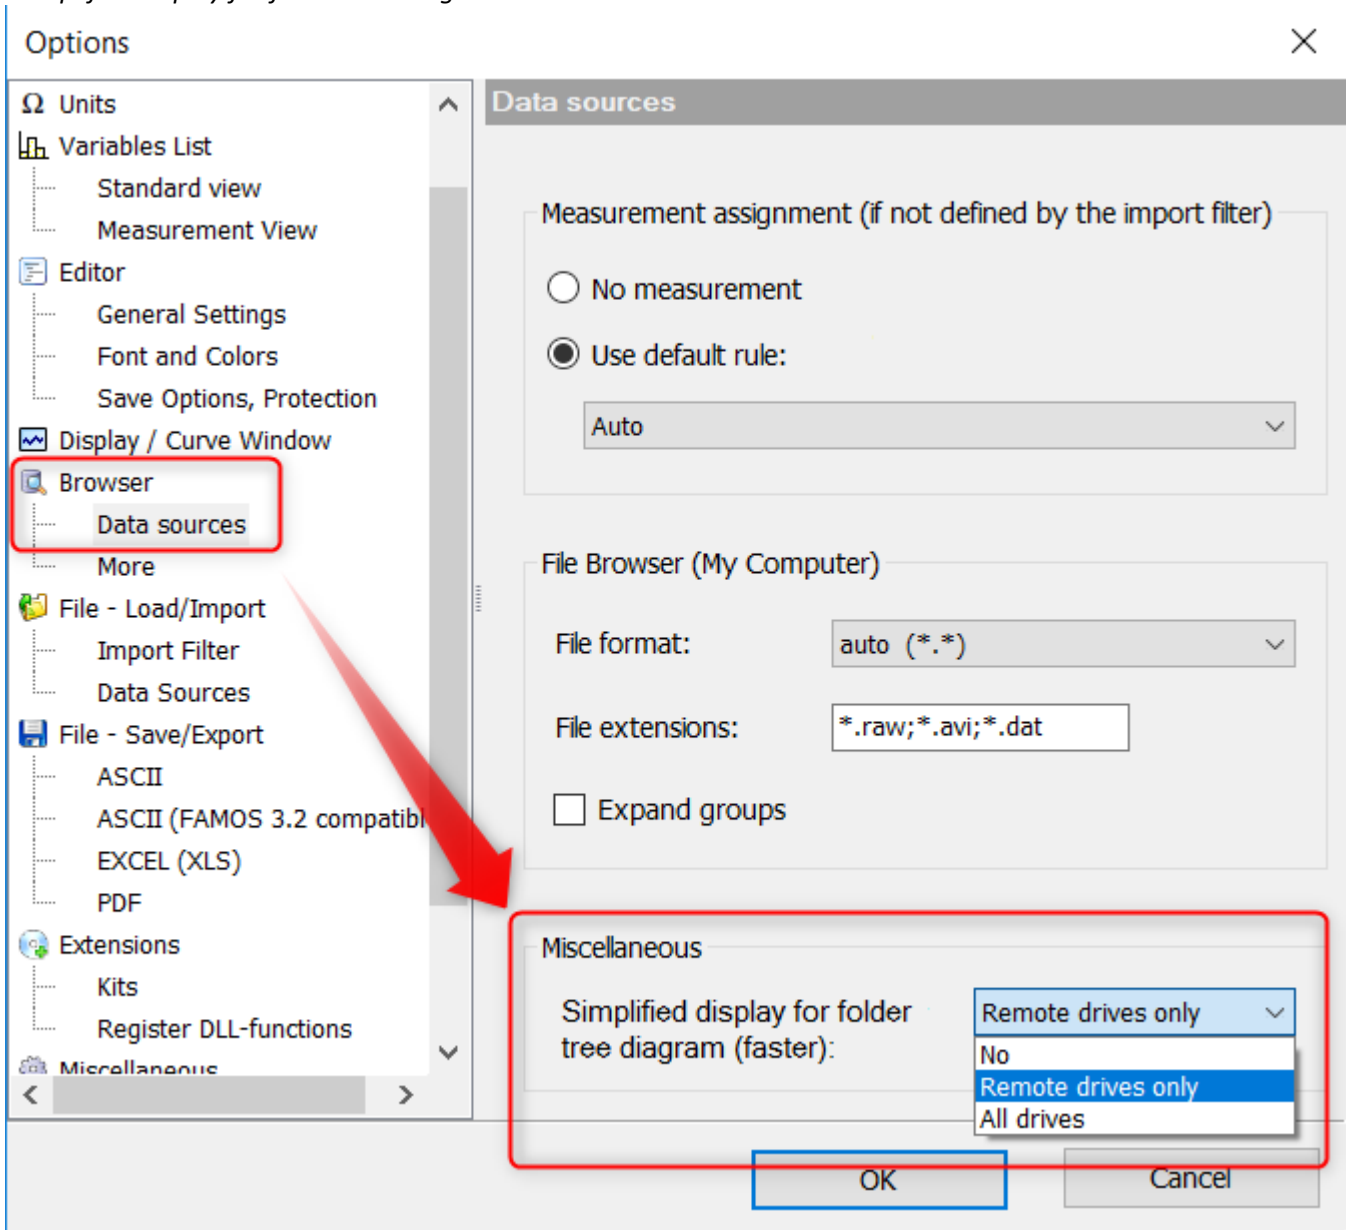 Options
Ω Units
Variables List
Standard view
Measurement View
Editor
General Settings
Font and Colors
Save Options, Protection
Display / Curve Window
Browser
Data sources
More
File - Load/Import
Import Filter
Data Sources
File - Save/Export
ASCII
ASCII (FAMOS 3.2 compatibl
EXCEL (XLS)
PDF
Extensions
Kits
Register DLL-functions
Miscellaneous
Data sources
Measurement assignment (if not defined by the import filter)
No measurement
Use default rule:
Auto
File Browser (My Computer)
File format:
auto (*.*)
File extensions:
*.raw;*.avi;*.dat
Expand groups
Miscellaneous
Simplified display for folder
tree diagram (faster):
Remote drives only
No
Remote drives only
All drives
OK
Cancel